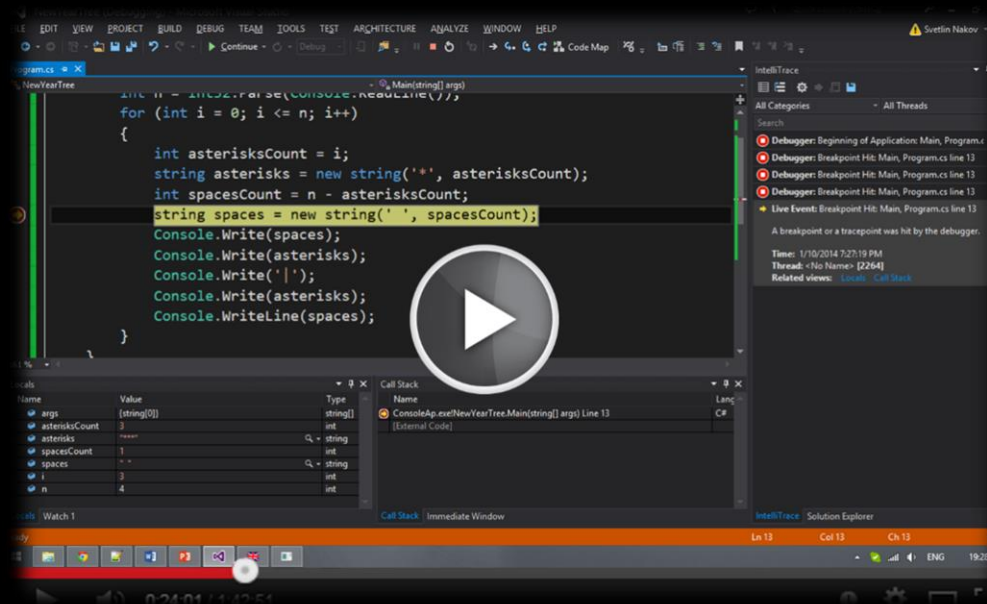 NewYearTree (Debugging) - Microsoft Visual Studio
EDIT VIEW PROJECT BUILD DEBUG TEAM TOOLS TEST ARCHITECTURE ANALYZE WINDOW HELP
Svetlin Nakov
Continue Debug Code Map
Program.cs
NewYearTree Main(string[] args)
int n = int32.Parse(Console.ReadLine());
for (int i = 0; i <= n; i++)
{
int asterisksCount = i;
string asterisks = new string('*', asterisksCount);
int spacesCount = n - asterisksCount;
string spaces = new string(' ', spacesCount);
Console.Write(spaces);
Console.Write(asterisks);
Console.Write('|');
Console.Write(asterisks);
Console.WriteLine(spaces);
}
}
IntelliTrace
All Categories All Threads
Search
Debugger: Beginning of Application: Main, Program.c
Debugger: Breakpoint Hit: Main, Program.cs line 13
Debugger: Breakpoint Hit: Main, Program.cs line 13
Debugger: Breakpoint Hit: Main, Program.cs line 13
Live Event: Breakpoint Hit: Main, Program.cs line 13
A breakpoint or a tracepoint was hit by the debugger.
Time: 1/10/2014 7:27:19 PM
Thread: <No Name> [2264]
Related views: Locals Call Stack
Locals
Name Value Type
args {string[0]} string[]
asterisksCount 3 int
asterisks "***" string
spacesCount 1 int
spaces " " string
i 3 int
n 4 int
Locals Watch 1
Call Stack
Name Lang
ConsoleAp.exe!NewYearTree.Main(string[] args) Line 13 C#
[External Code]
Call Stack Immediate Window
IntelliTrace Solution Explorer
Ln 13 Col 13 Ch 13
ENG 19:28
0:24:01 / 1:42:51